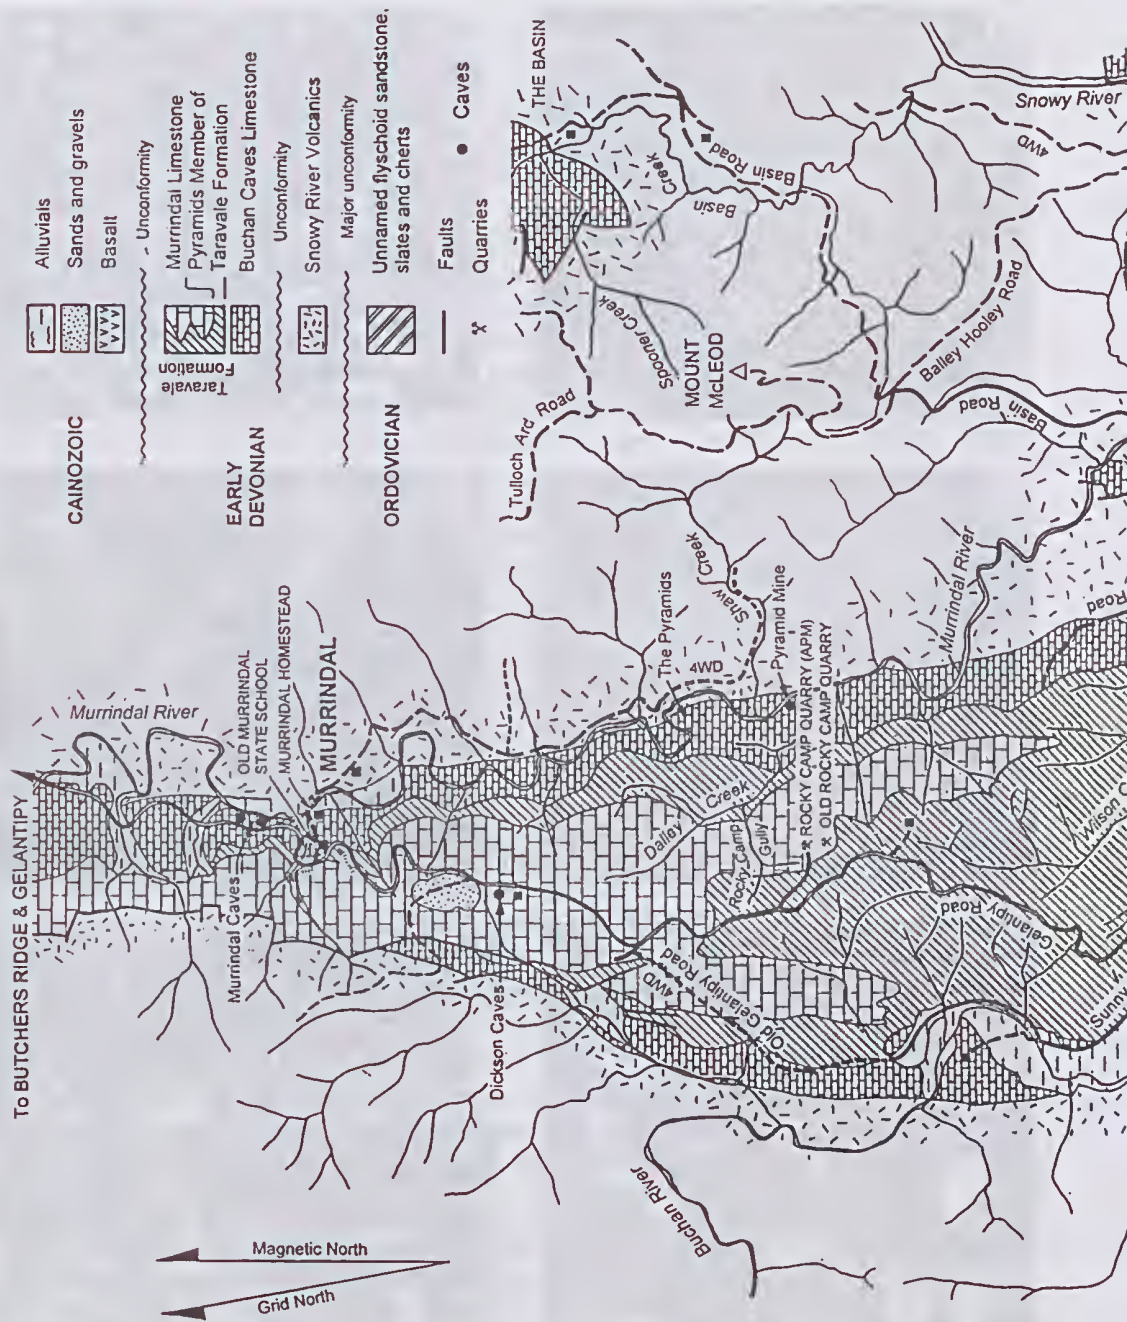 To BUTCHERS RIDGE & GELANTIPY
Murrindal River
OLD MURRINDAL
STATE SCHOOL
MURRINDAL HOMESTEAD
MURRINDAL
Murrindal Caves
Dickson Caves
Magnetic North
Grid North
CAINOZOIC
Alluvials
Sands and gravels
Basalt
Unconformity
EARLY
DEVONIAN
Taravale
Formation
Murrindal Limestone
Pyramids Member of
Taravale Formation
Buchan Caves Limestone
Unconformity
Snowy River Volcanics
Major unconformity
ORDOVICIAN
Unnamed flyschoid sandstone,
slates and cherts
Faults
Caves
Quarries
THE BASIN
Basin
Creek
Basin Road
Snowy River
4WD
Tulloch Ard Road
Spooner Creek
MOUNT
McLEOD
Balley Hooley Road
Basin
Road
Shaw
Creek
The Pyramids
4WD
Pyramid Mine
Murrindal River
Road
Dalley
Creek
Rocky Camp
Gully
ROCKY CAMP QUARRY (APM)
OLD ROCKY CAMP QUARRY
Old Gelantipy Road
4WD
Gelantipy
Road
Wilson C
Sunny
Buchan River